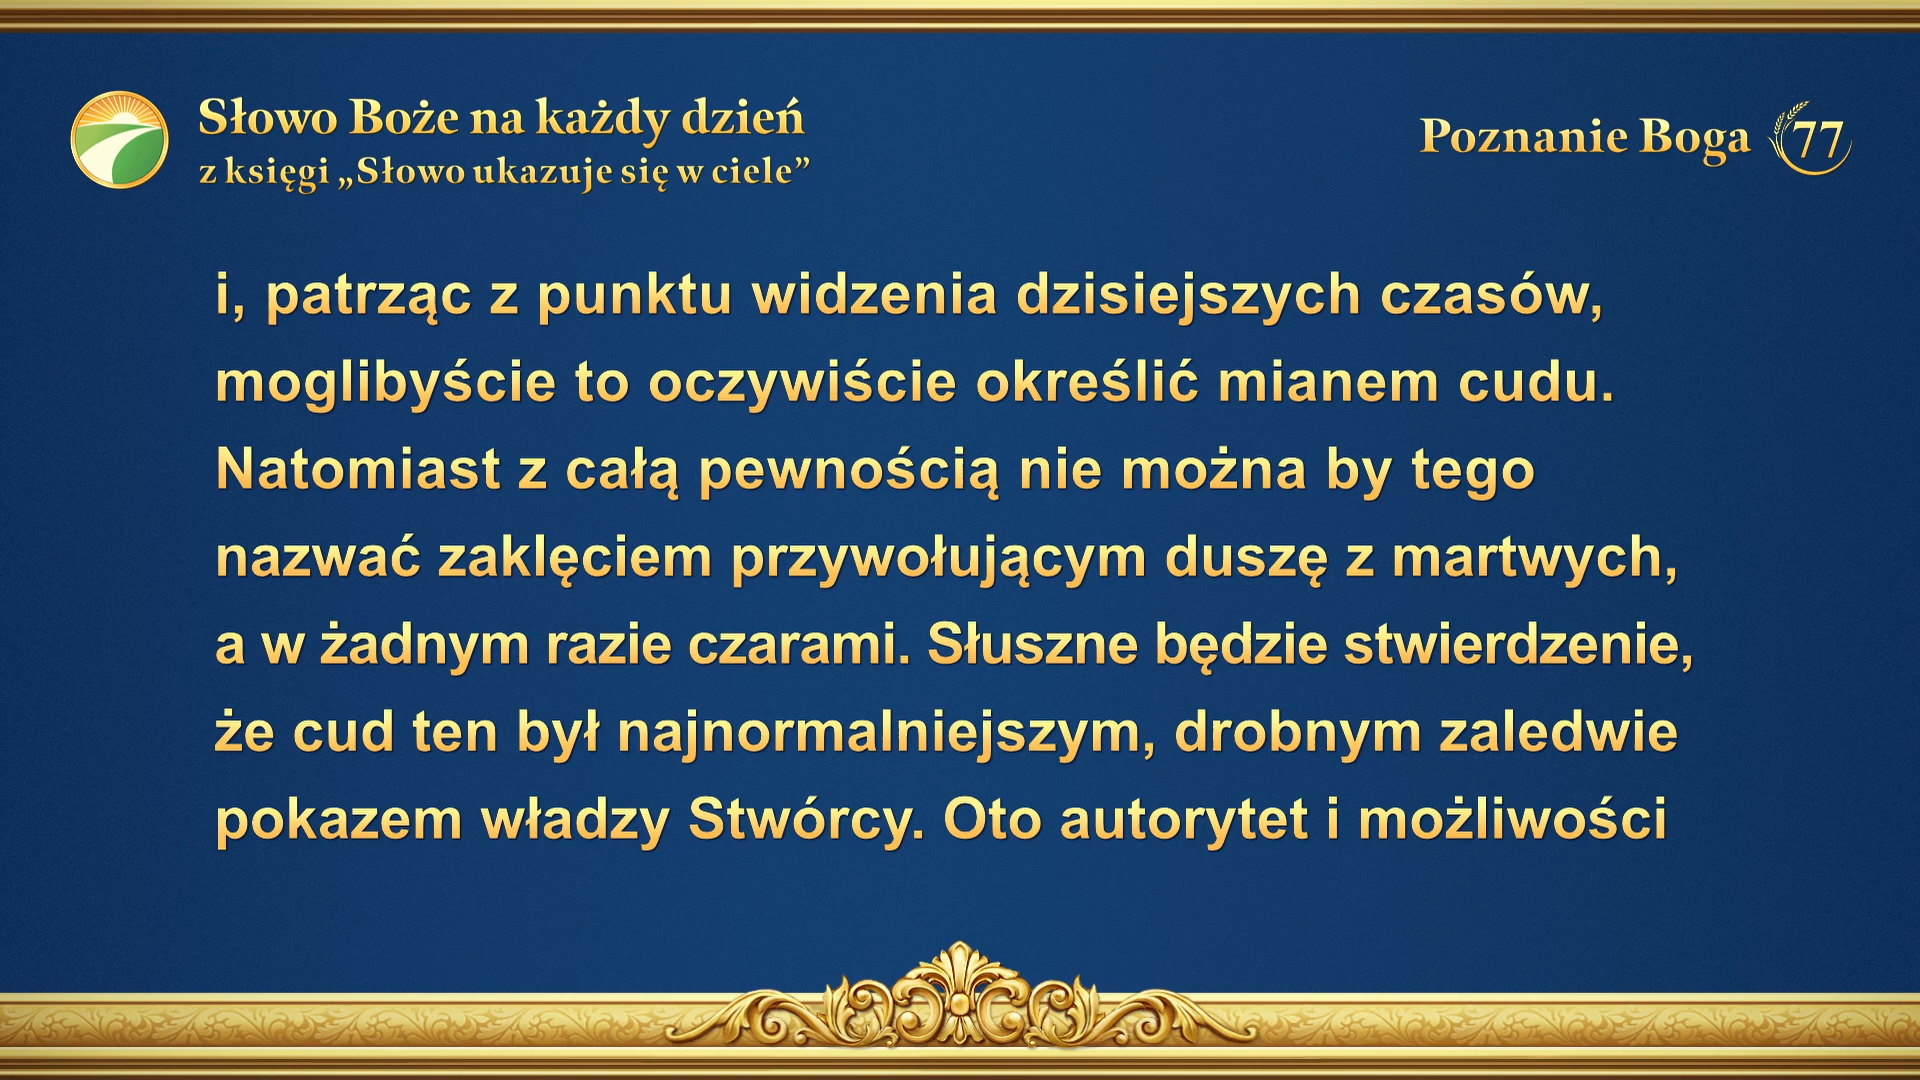 Słowo Boże na każdy dzień
z księgi „Słowo ukazuje się w ciele”
Poznanie Boga 77
i, patrząc z punktu widzenia dzisiejszych czasów,
moglibyście to oczywiście określić mianem cudu.
Natomiast z całą pewnością nie można by tego
nazwać zaklęciem przywołującym duszę z martwych,
a w żadnym razie czarami. Słuszne będzie stwierdzenie,
że cud ten był najnormalniejszym, drobnym zaledwie
pokazem władzy Stwórcy. Oto autorytet i możliwości